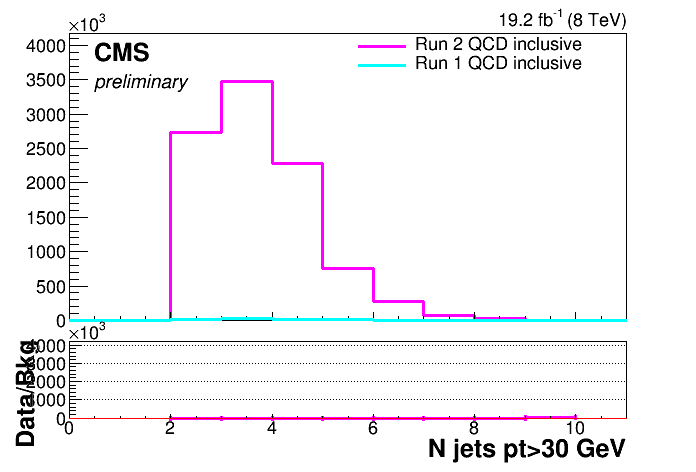 19.2 fb⁻¹ (8 TeV)
×10³
CMS
preliminary
Run 2 QCD inclusive
Run 1 QCD inclusive
4000
3500
3000
2500
2000
1500
1000
500
0
×10³
Data/Bkg
0
0 2 4 6 8 10
N jets pt>30 GeV